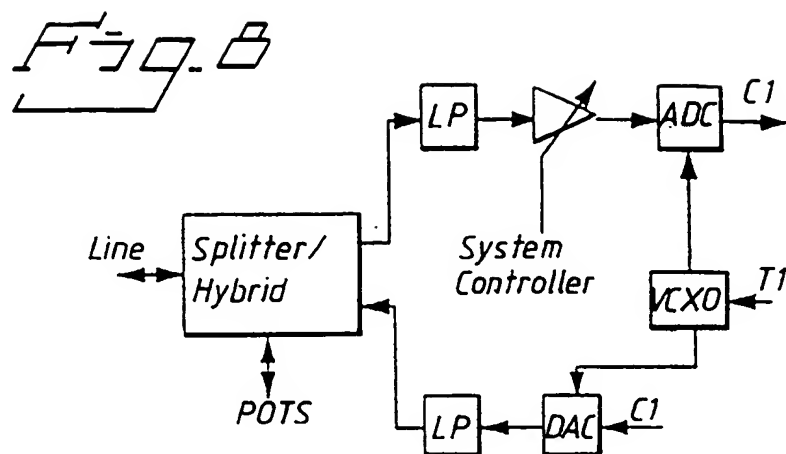 Fig. 8
LP
ADC
C1
Line
Splitter/
Hybrid
System
Controller
VCXO
T1
POTS
LP
DAC
C1